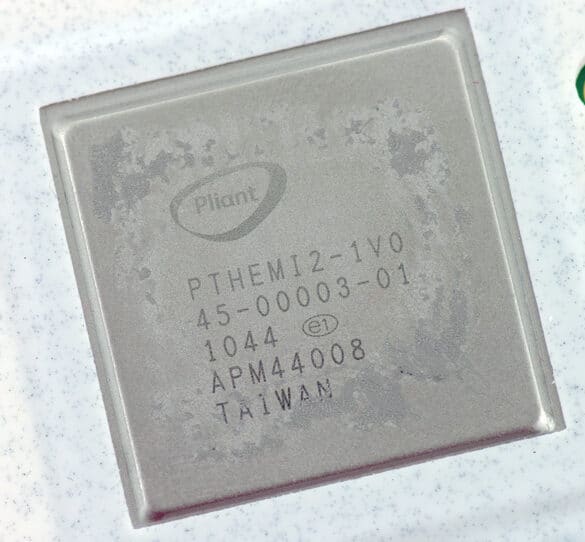 Pliant
PTHEMI2-1V0
45-00003-01
1044 e1
APM44008
TAIWAN